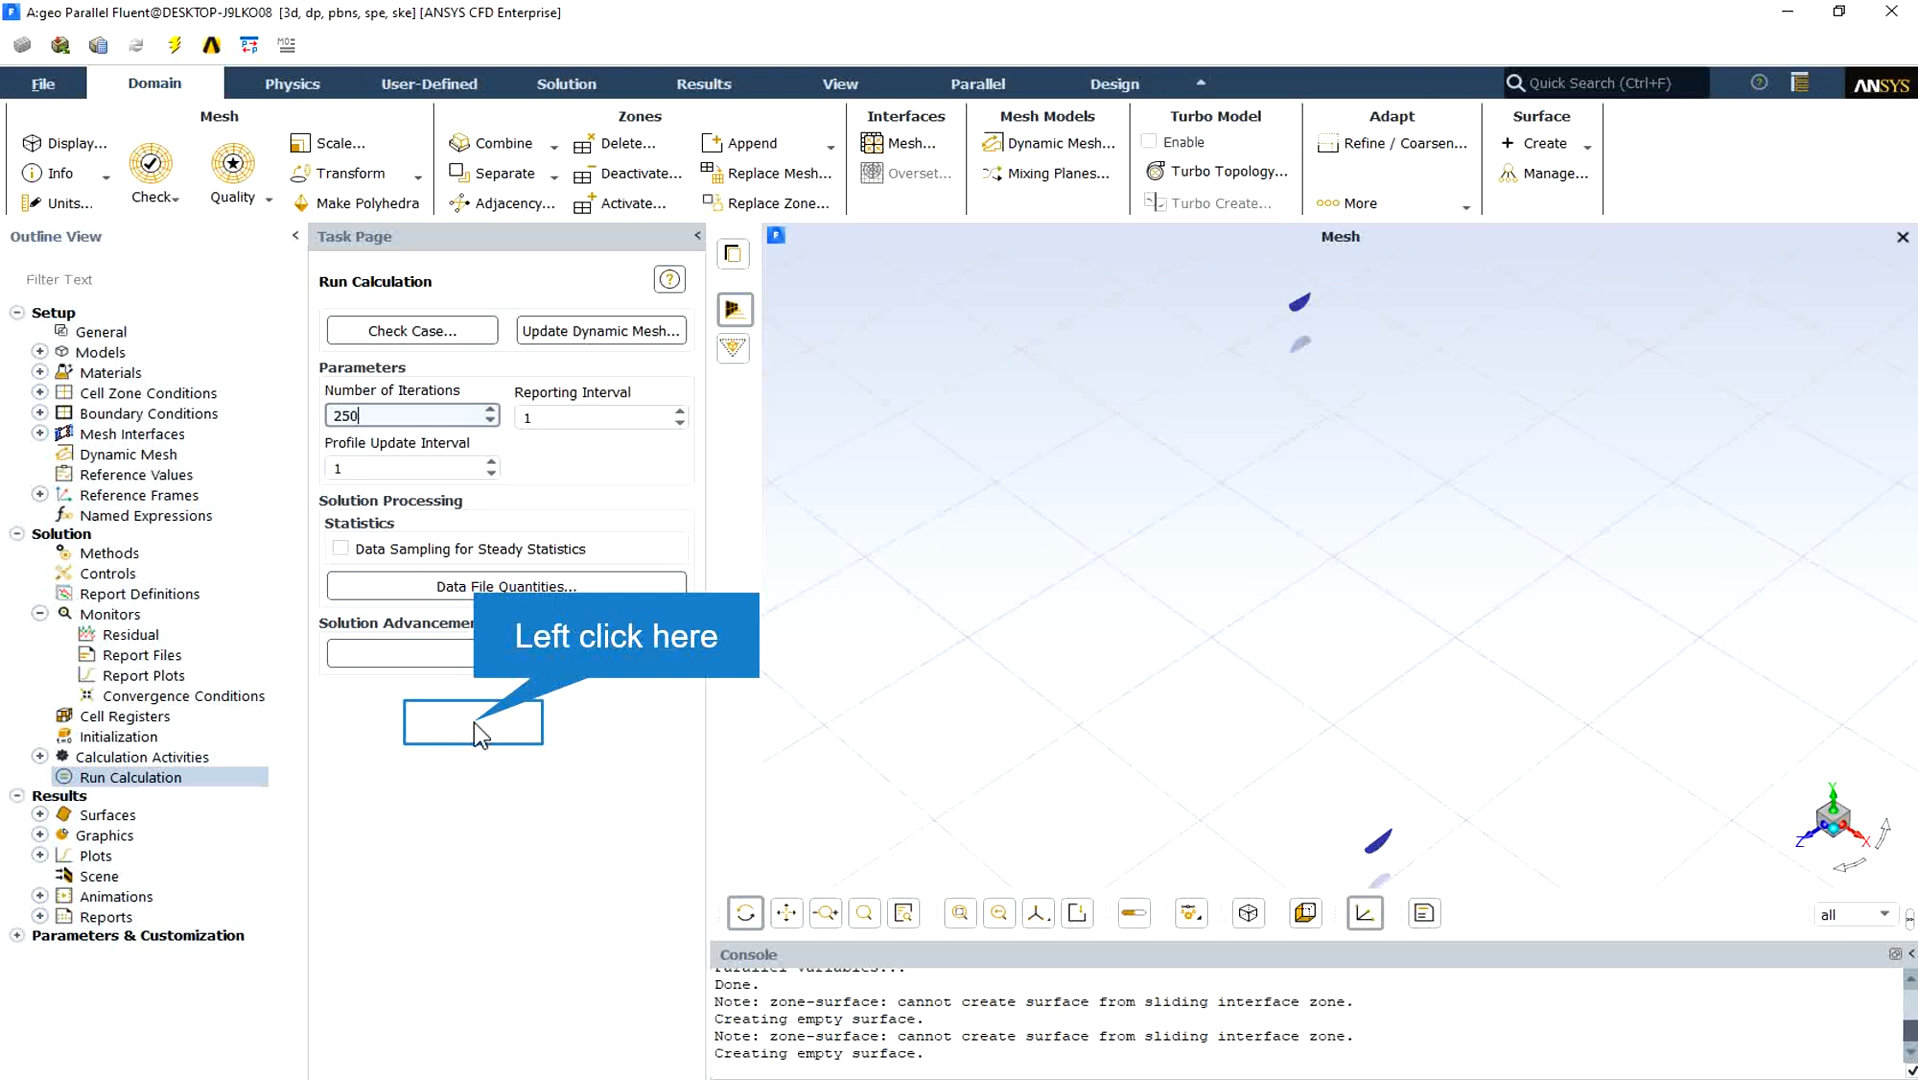 A:geo Parallel Fluent@DESKTOP-J9LKO08 [3d, dp, pbns, spe, ske] [ANSYS CFD Enterprise]
File
Domain
Physics
User-Defined
Solution
Results
View
Parallel
Design
Quick Search (Ctrl+F)
ANSYS
Mesh
Display...
Info
Units...
Check
Quality
Scale...
Transform
Make Polyhedra
Zones
Combine
Separate
Adjacency...
Delete...
Deactivate...
Activate...
Append
Replace Mesh...
Replace Zone...
Interfaces
Mesh...
Overset...
Mesh Models
Dynamic Mesh...
Mixing Planes...
Turbo Model
Enable
Turbo Topology...
Turbo Create...
Adapt
Refine / Coarsen...
More
Surface
Create
Manage...
Outline View
Filter Text
Setup
General
Models
Materials
Cell Zone Conditions
Boundary Conditions
Mesh Interfaces
Dynamic Mesh
Reference Values
Reference Frames
Named Expressions
Solution
Methods
Controls
Report Definitions
Monitors
Residual
Report Files
Report Plots
Convergence Conditions
Cell Registers
Initialization
Calculation Activities
Run Calculation
Results
Surfaces
Graphics
Plots
Scene
Animations
Reports
Parameters & Customization
Task Page
Run Calculation
Check Case...
Update Dynamic Mesh...
Parameters
Number of Iterations
250
Reporting Interval
1
Profile Update Interval
1
Solution Processing
Statistics
Data Sampling for Steady Statistics
Data File Quantities...
Solution Advancemen
Left click here
Mesh
Y
Z
X
all
Console
Parallel variables...
Done.
Note: zone-surface: cannot create surface from sliding interface zone.
Creating empty surface.
Note: zone-surface: cannot create surface from sliding interface zone.
Creating empty surface.